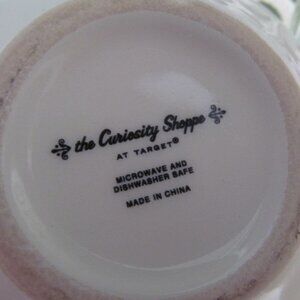 the Curiosity Shoppe
AT TARGET®
MICROWAVE AND
DISHWASHER SAFE
MADE IN CHINA